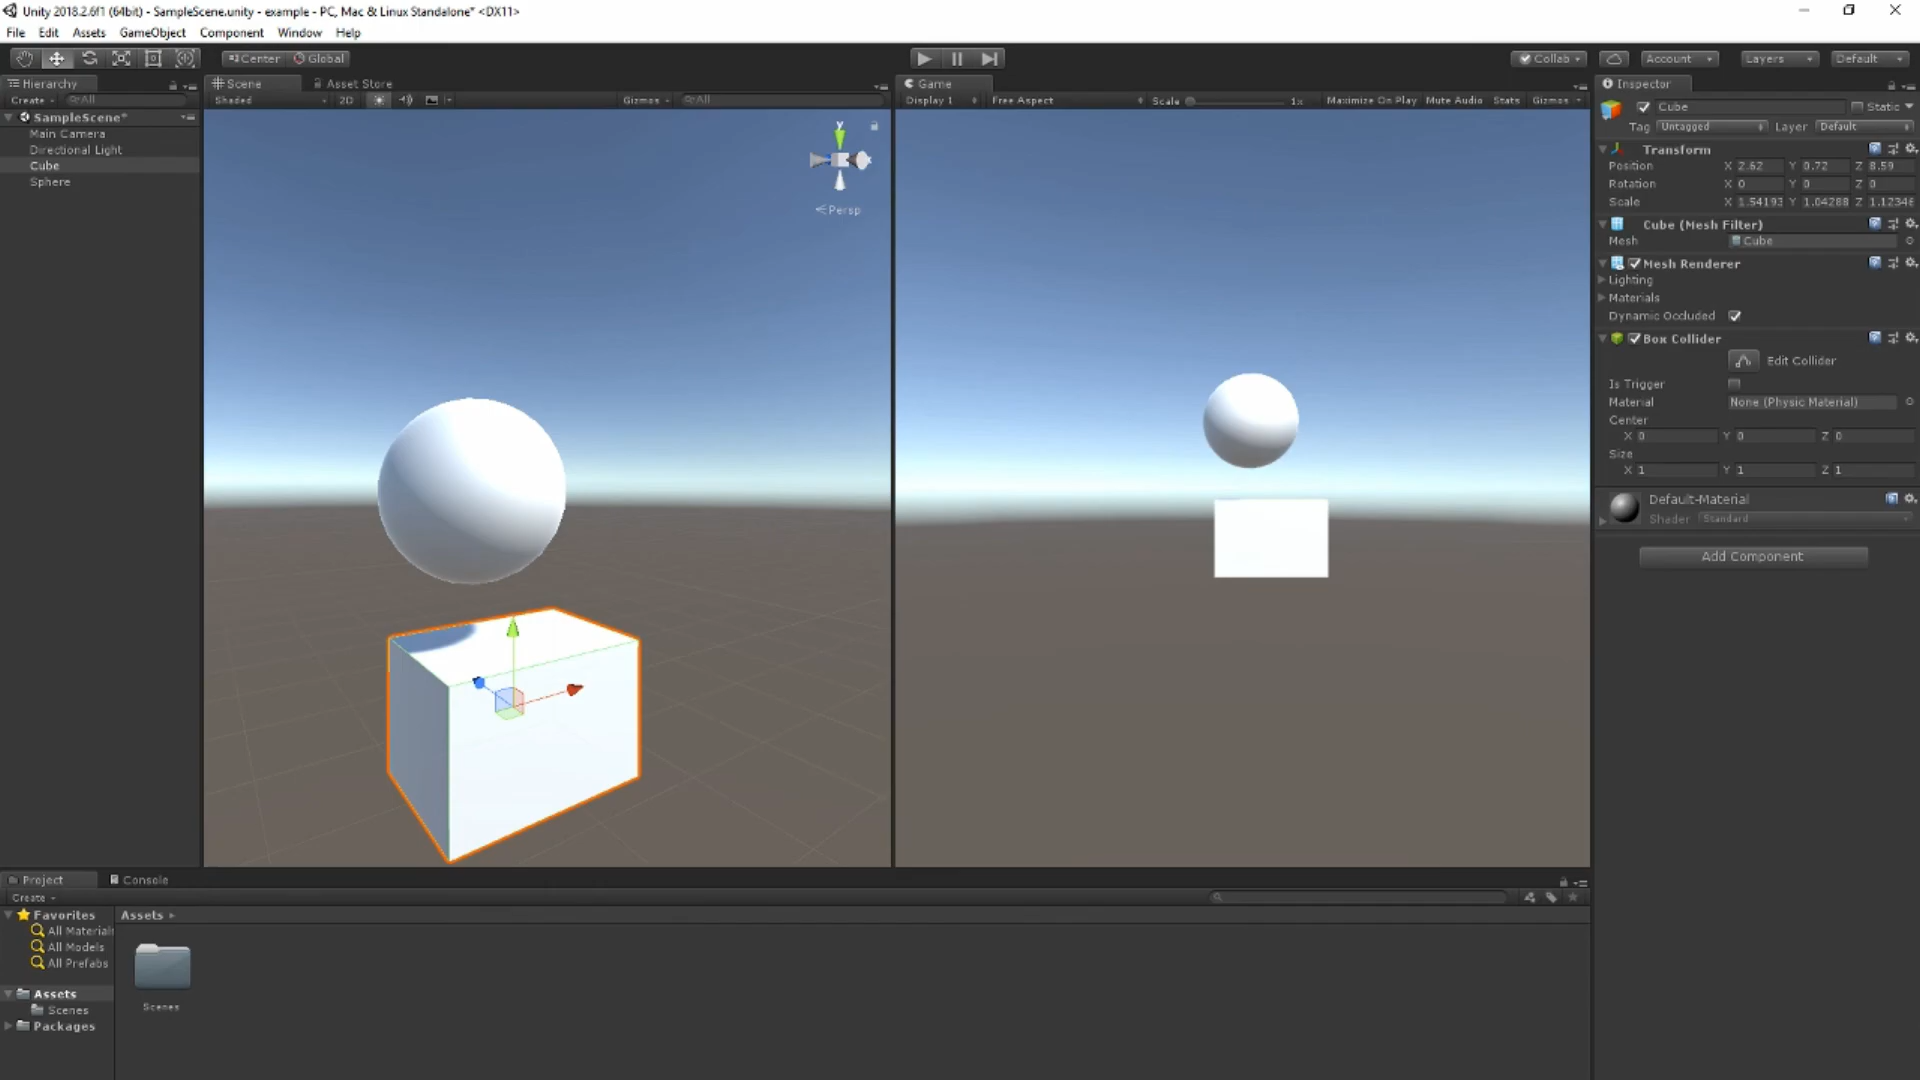 Unity 2018.2.6f1 (64bit) - SampleScene.unity - example - PC, Mac & Linux Standalone* <DX11>
File Edit Assets GameObject Component Window Help
Center Global Collab Account Layers Default
Hierarchy
Create All
SampleScene*
Main Camera
Directional Light
Cube
Sphere
Scene Asset Store
Shaded 2D Gizmos All
y
Persp
Game
Display 1 Free Aspect Scale 1x Maximize On Play Mute Audio Stats Gizmos
Inspector
Cube Static
Tag Untagged Layer Default
Transform
Position X 2.62 Y 0.72 Z 8.59
Rotation X 0 Y 0 Z 0
Scale X 1.54193 Y 1.04288 Z 1.12346
Cube (Mesh Filter)
Mesh Cube
Mesh Renderer
Lighting
Materials
Dynamic Occluded
Box Collider
Edit Collider
Is Trigger
Material None (Physic Material)
Center
X 0 Y 0 Z 0
Size
X 1 Y 1 Z 1
Default-Material
Shader Standard
Add Component
Project Console
Create
Favorites
All Material
All Models
All Prefabs
Assets
Scenes
Packages
Assets
Scenes